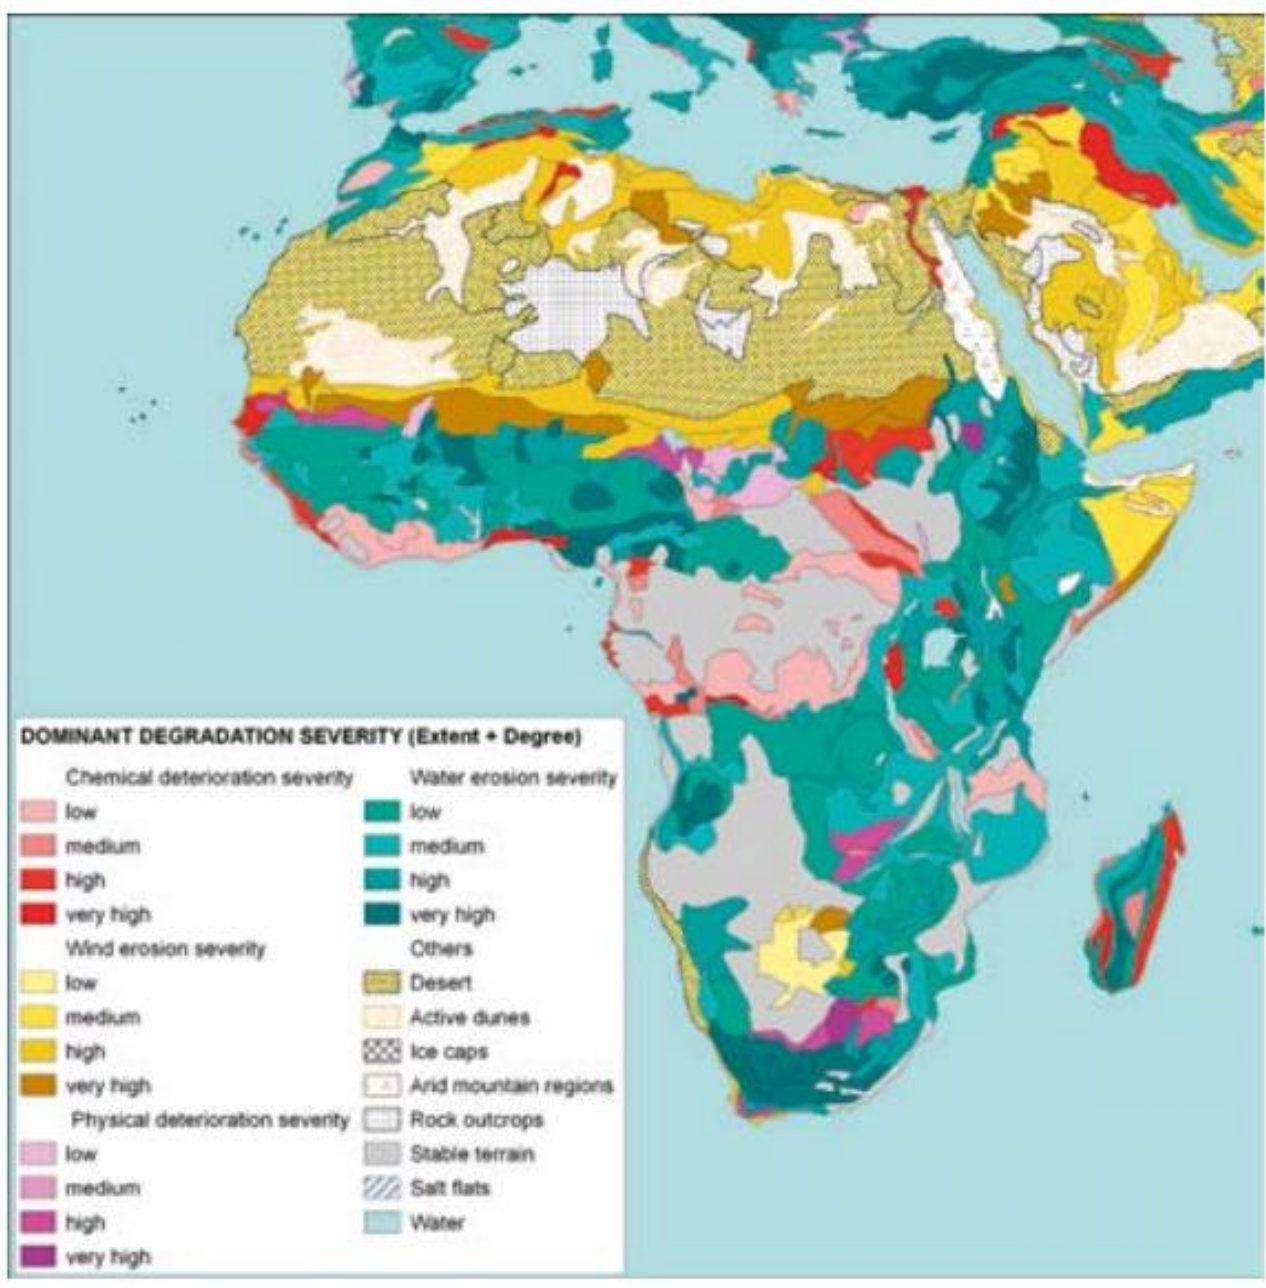 DOMINANT DEGRADATION SEVERITY (Extent + Degree)
Chemical deterioration severity
low
medium
high
very high
Wind erosion severity
low
medium
high
very high
Physical deterioration severity
low
medium
high
very high
Water erosion severity
low
medium
high
very high
Others
Desert
Active dunes
Ice caps
Arid mountain regions
Rock outcrops
Stable terrain
Salt flats
Water